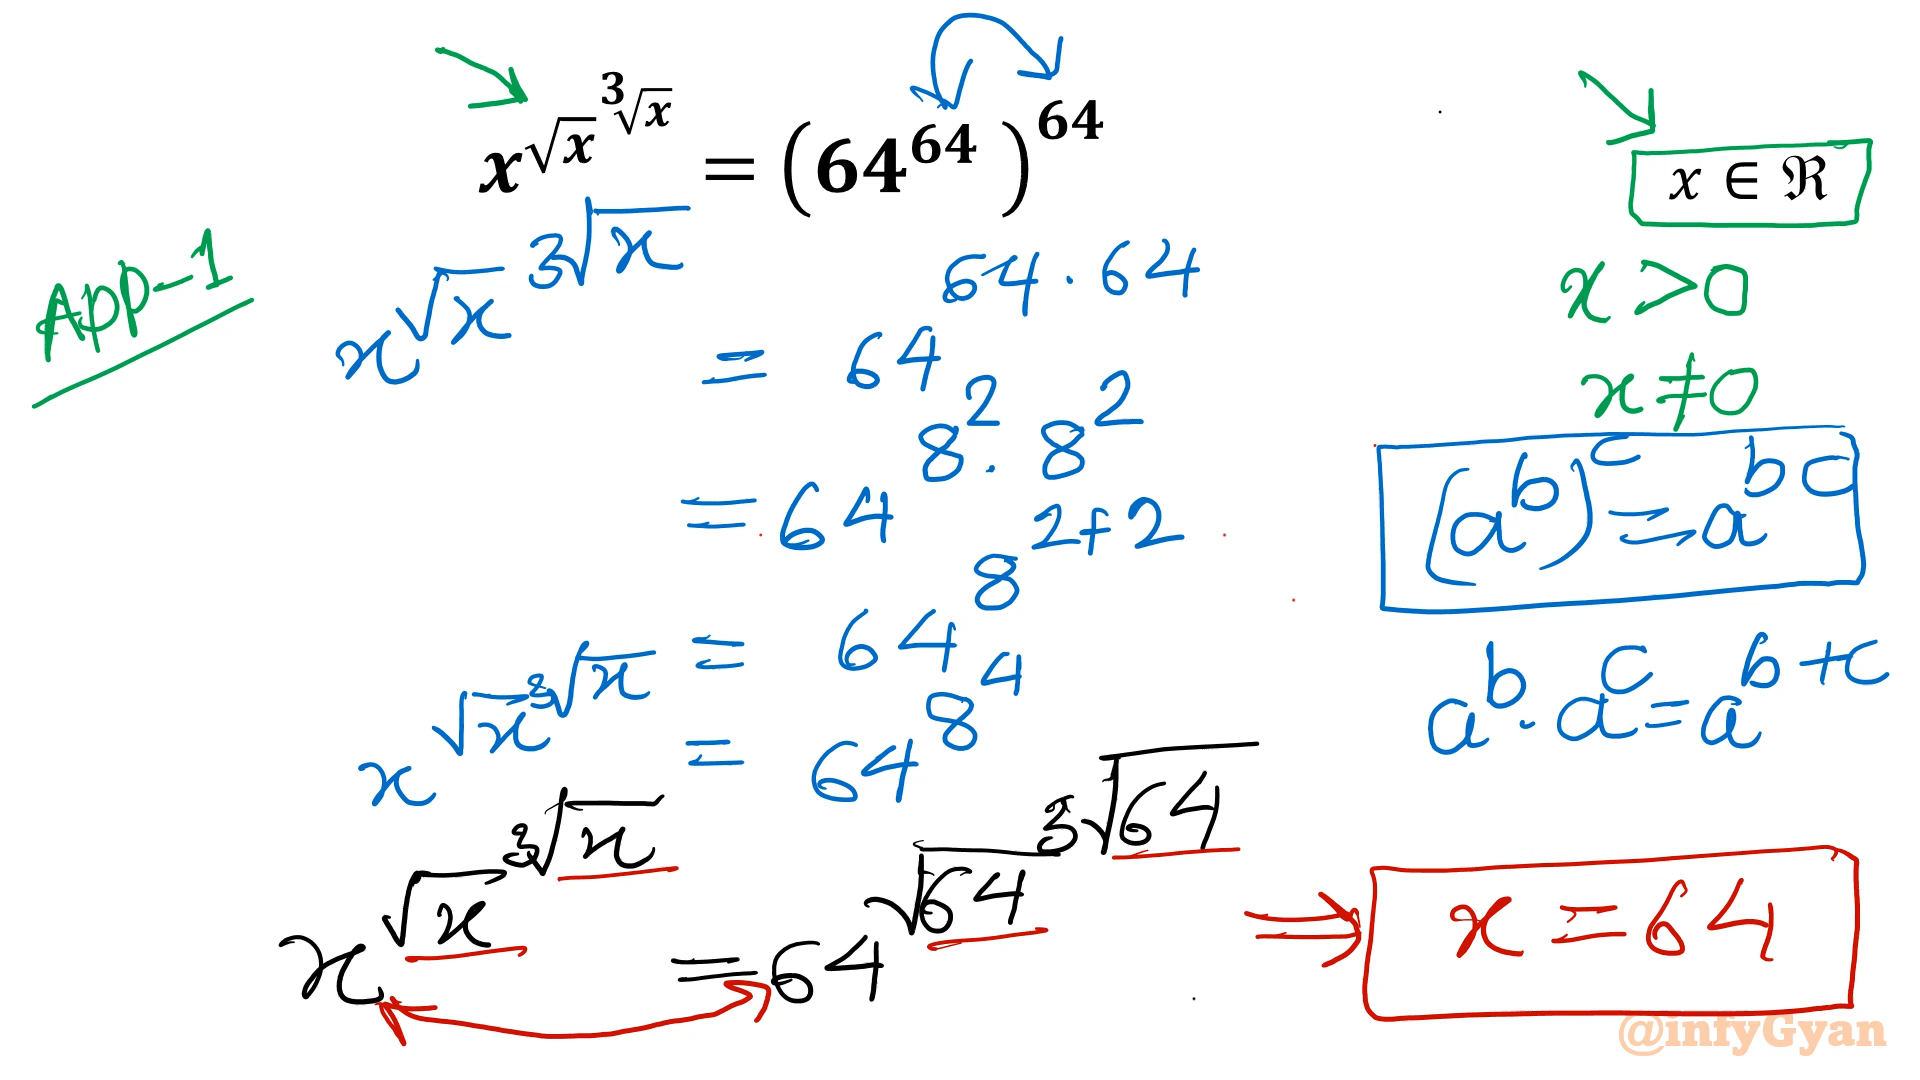 x^{\sqrt{x}^{\sqrt[3]{x}}} = (64^{64})^{64}
x ∈ ℜ
App-1
x^{\sqrt{x}^{\sqrt[3]{x}}} = 64^{64·64}
x > 0
x ≠ 0
= 64^{8^2·8^2}
(a^b)^c = a^{bc}
= 64^{8^{2+2}}
x^{\sqrt{x}^{\sqrt[3]{x}}} = 64^{8^4}
a^b·a^c = a^{b+c}
x^{\sqrt{x}^{\sqrt[3]{x}}} = 64^{\sqrt{64}^{\sqrt[3]{64}}} ⇒ x = 64
@infyGyan